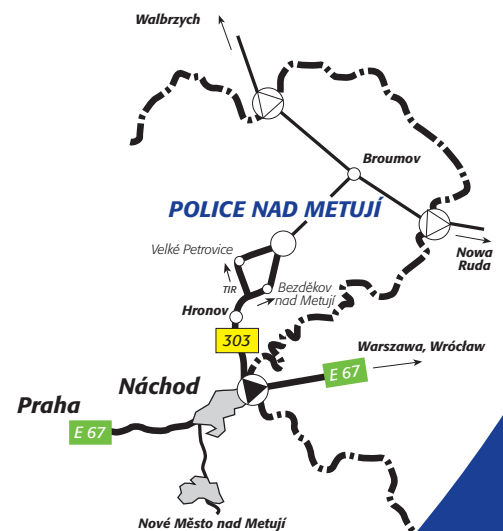 Walbrzych
Broumov
POLICE NAD METUJÍ
Velké Petrovice
Nowa
Ruda
TIR
Bezděkov
nad Metují
Hronov
303
Warszawa, Wrócław
E 67
Náchod
Praha
E 67
Nové Město nad Metují